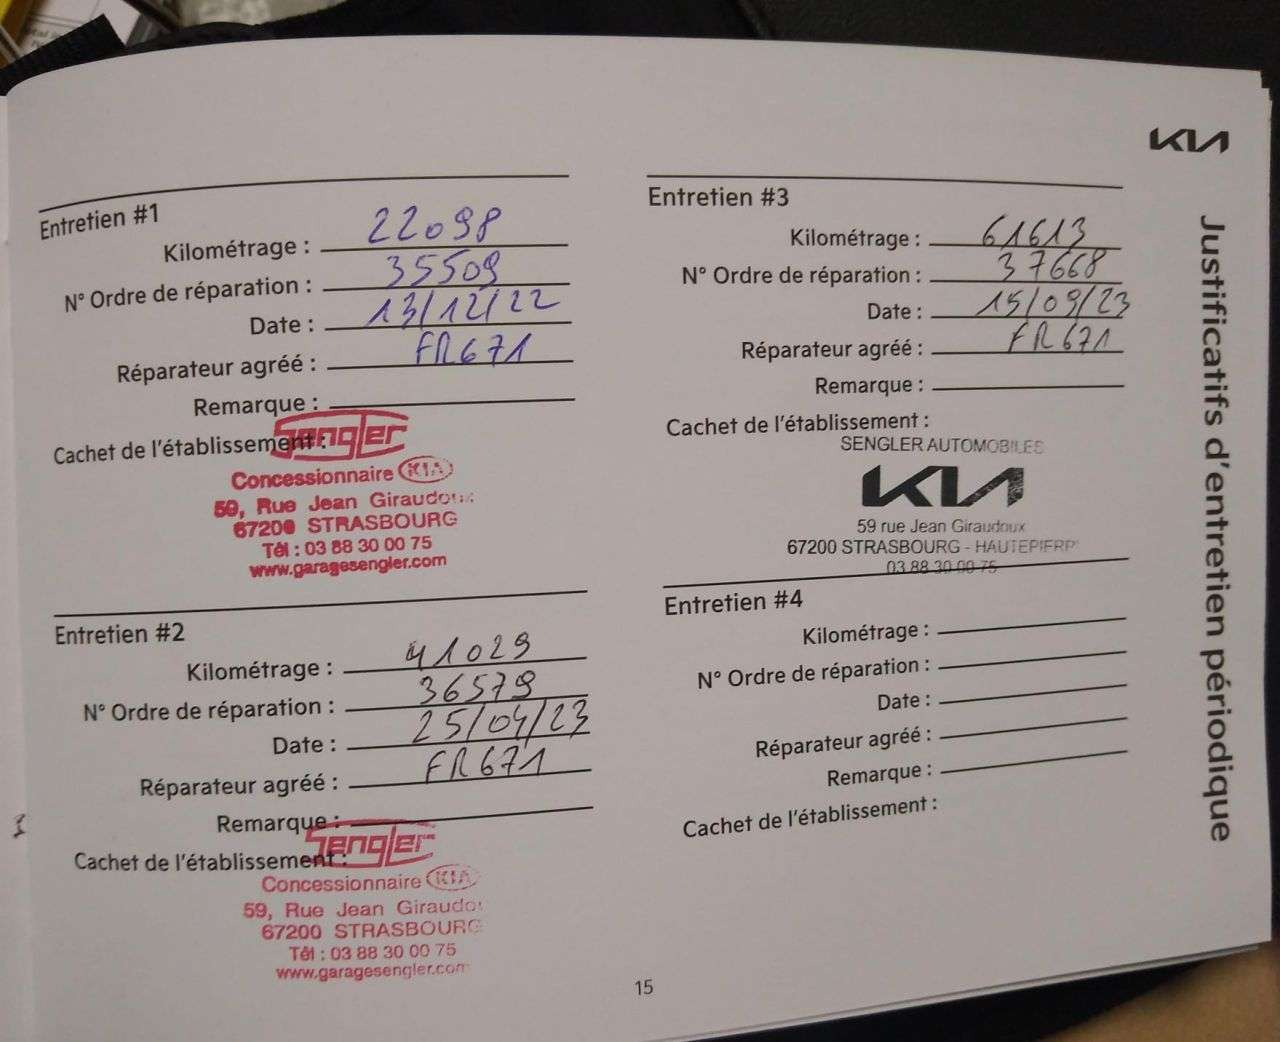 KIA
Justificatifs d'entretien périodique
Entretien #1
Kilométrage : 22098
N° Ordre de réparation : 35509
Date : 13/12/22
Réparateur agréé : FR671
Remarque :
Cachet de l'établissement :
Sengler
Concessionnaire KIA
59, Rue Jean Giraudoux
67200 STRASBOURG
Tél : 03 88 30 00 75
www.garagesengler.com
Entretien #2
Kilométrage : 41029
N° Ordre de réparation : 36579
Date : 25/04/23
Réparateur agréé : FR671
Remarque :
Cachet de l'établissement :
Sengler
Concessionnaire KIA
59, Rue Jean Giraudoux
67200 STRASBOURG
Tél : 03 88 30 00 75
www.garagesengler.com
Entretien #3
Kilométrage : 61613
N° Ordre de réparation : 37668
Date : 15/09/23
Réparateur agréé : FR671
Remarque :
Cachet de l'établissement :
SENGLER AUTOMOBILES
KIA
59 rue Jean Giraudoux
67200 STRASBOURG - HAUTEPIERR
03 88 30 00 75
Entretien #4
Kilométrage :
N° Ordre de réparation :
Date :
Réparateur agréé :
Remarque :
Cachet de l'établissement :
15